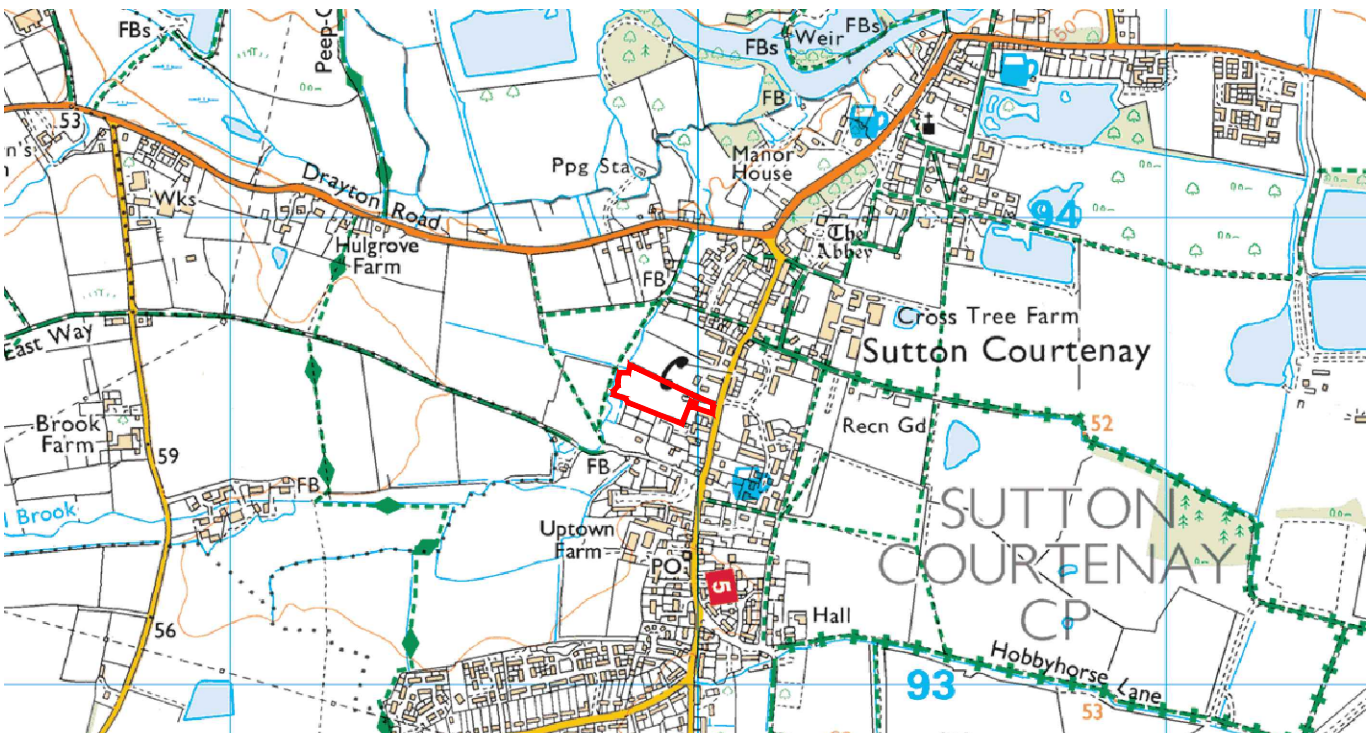 FBs
Peep-O
FBs
Weir
FBs
50
53
FB
n's
Ppg Sta
Manor
House
Wks
Drayton Road
94
Hulgrove
Farm
The
Abbey
FB
Cross Tree Farm
East Way
Sutton Courtenay
Brook
Farm
59
Recn Gd
52
FB
FB
Brook
SUTTON
COURTENAY
CP
Uptown
Farm
PO
5
Hall
56
Hobbyhorse Lane
93
53